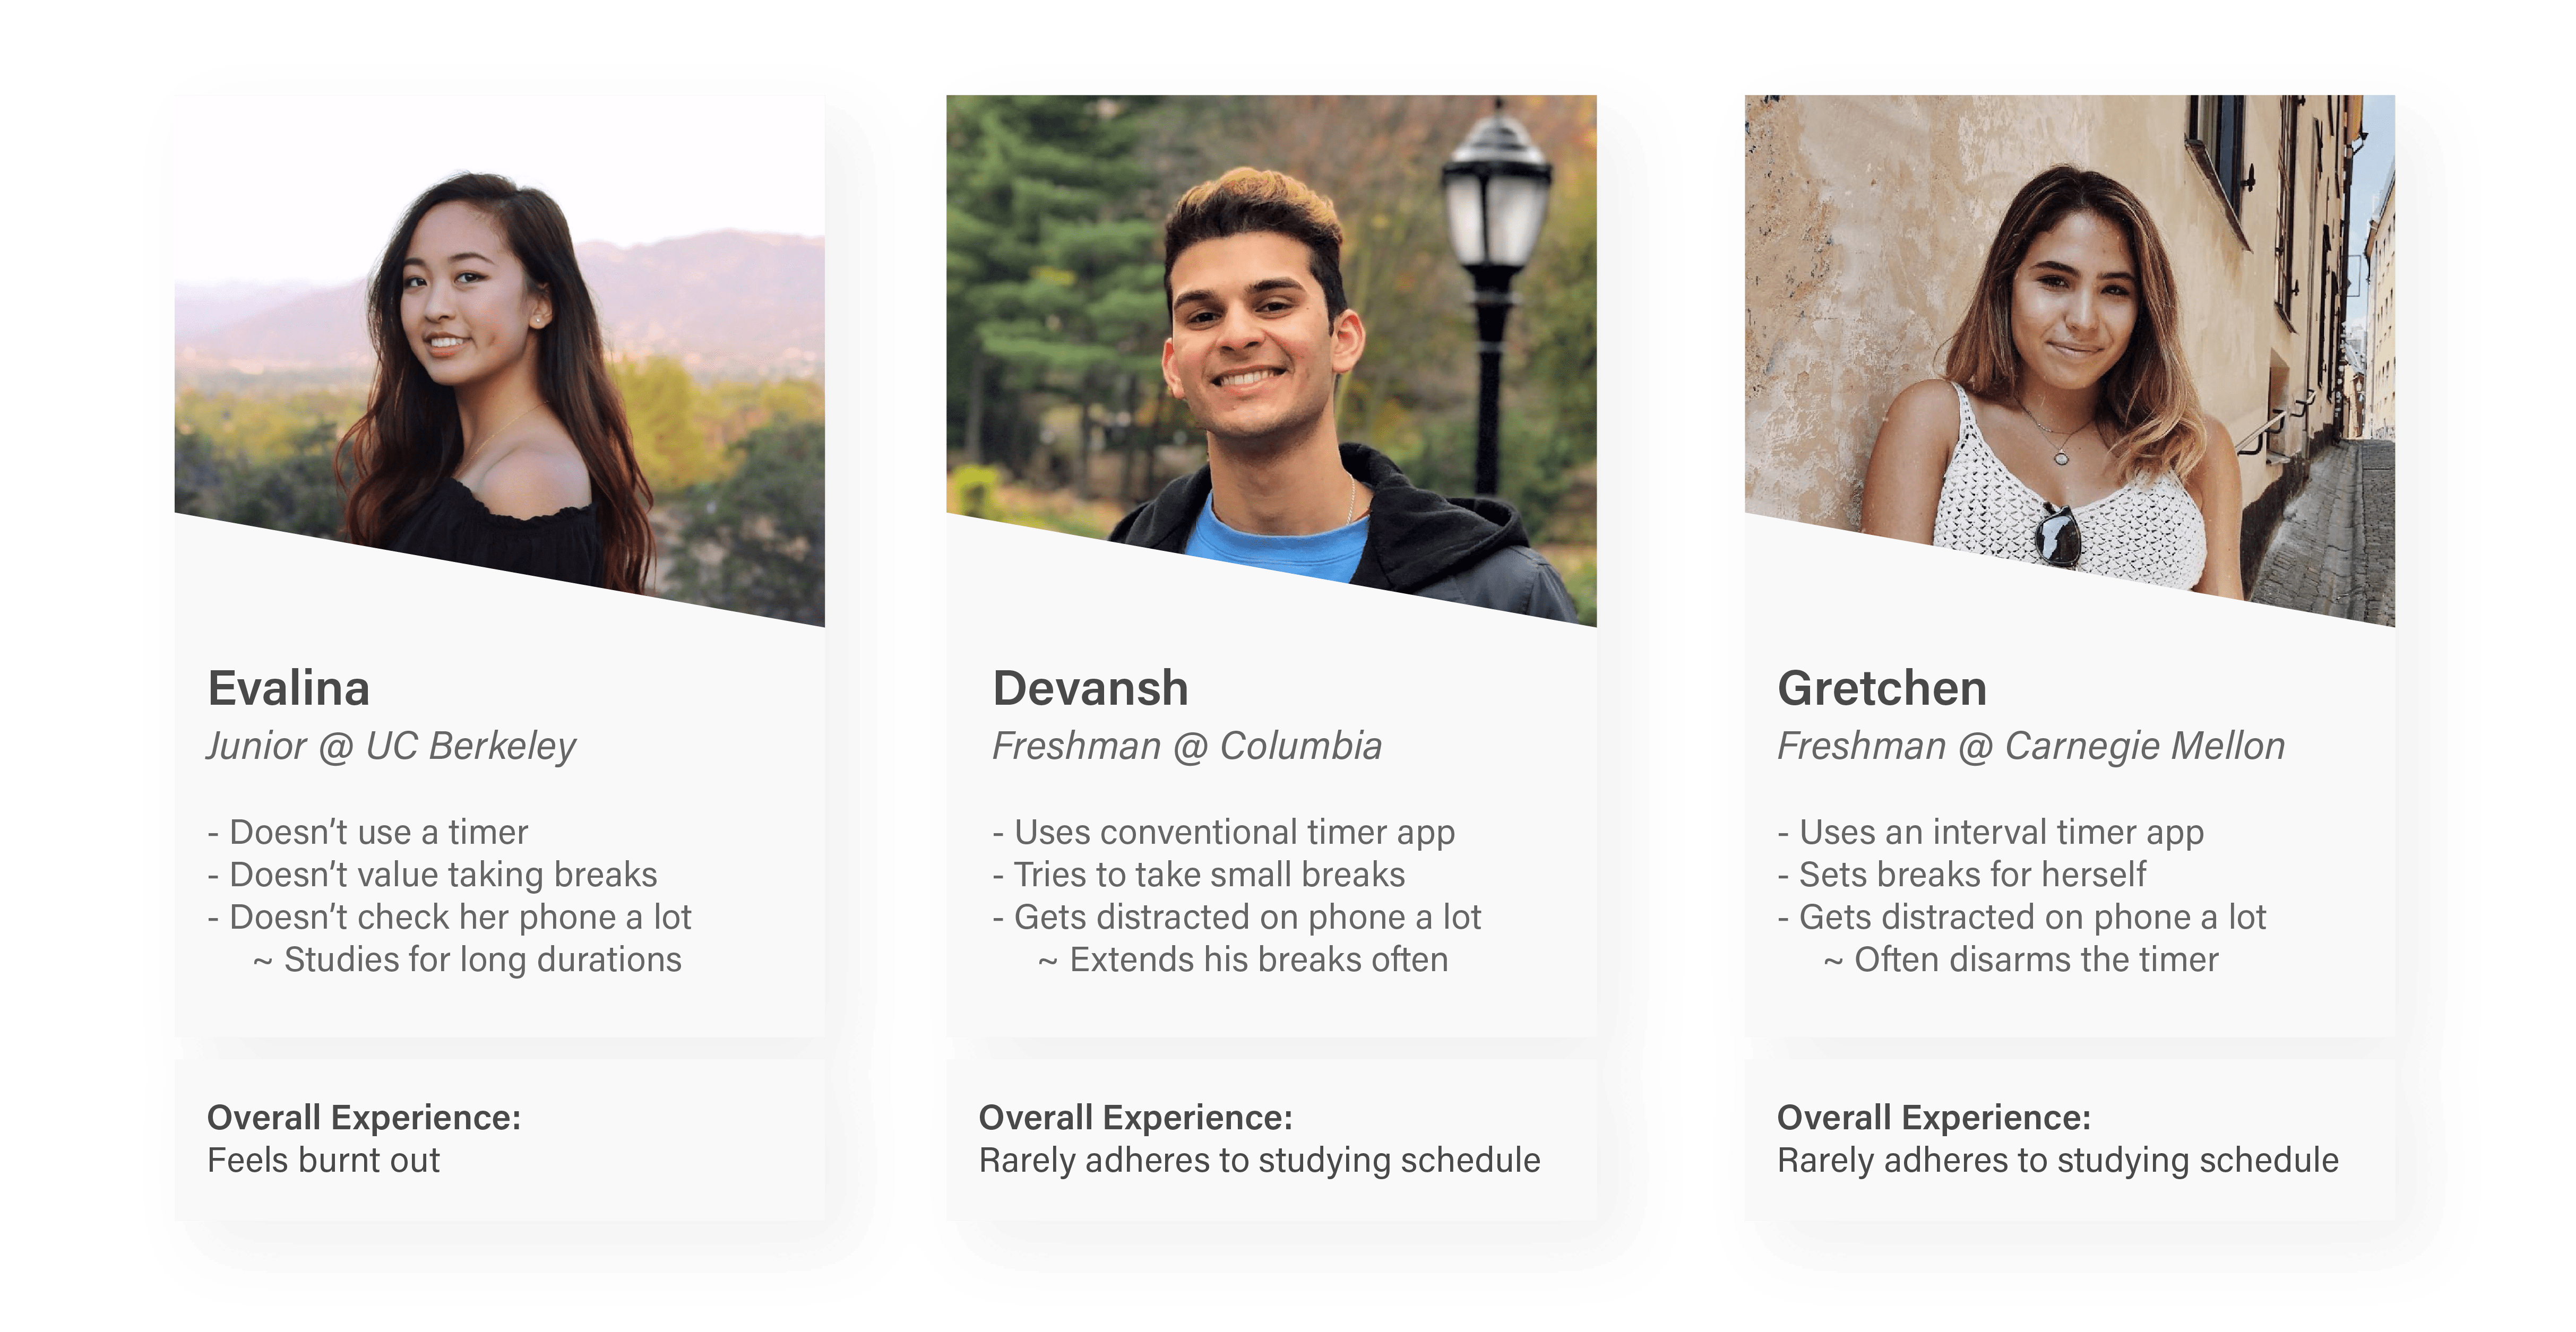 Evalina
Junior @ UC Berkeley
- Doesn’t use a timer
- Doesn’t value taking breaks
- Doesn’t check her phone a lot
~ Studies for long durations
Overall Experience:
Feels burnt out
Devansh
Freshman @ Columbia
- Uses conventional timer app
- Tries to take small breaks
- Gets distracted on phone a lot
~ Extends his breaks often
Overall Experience:
Rarely adheres to studying schedule
Gretchen
Freshman @ Carnegie Mellon
- Uses an interval timer app
- Sets breaks for herself
- Gets distracted on phone a lot
~ Often disarms the timer
Overall Experience:
Rarely adheres to studying schedule